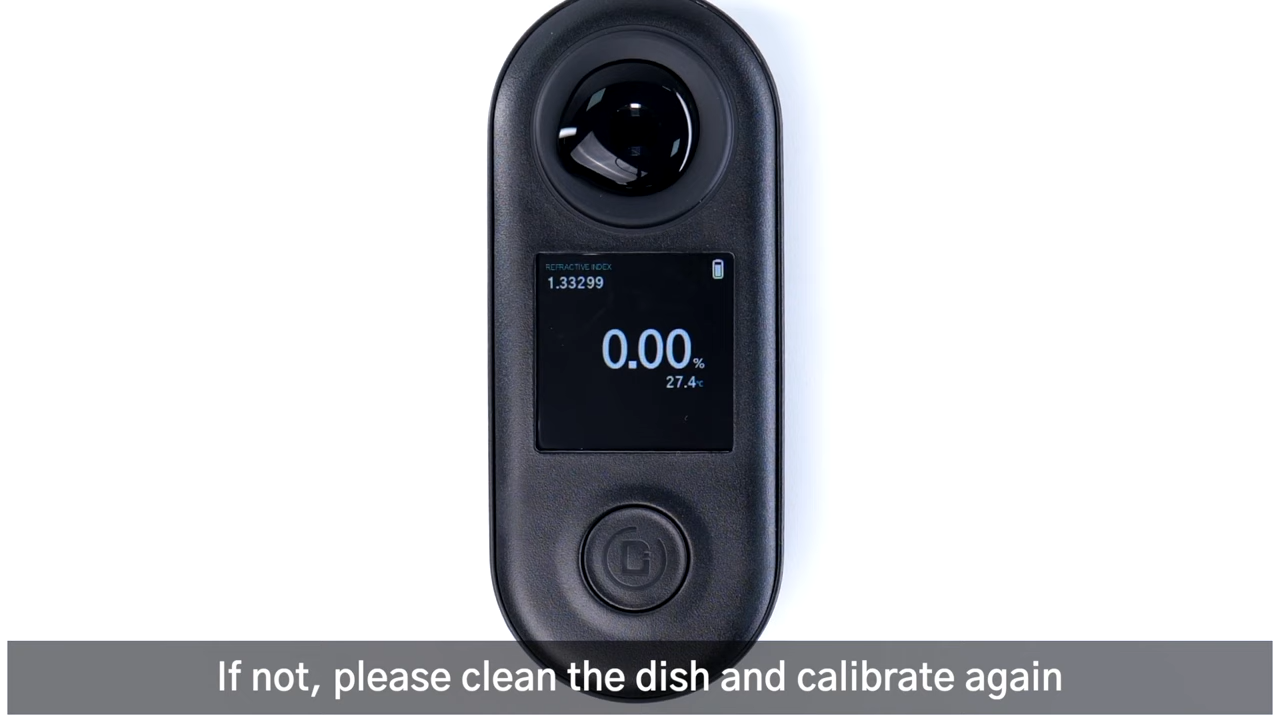 REFRACTIVE INDEX
1.33299
0.00%
27.4℃
If not, please clean the dish and calibrate again